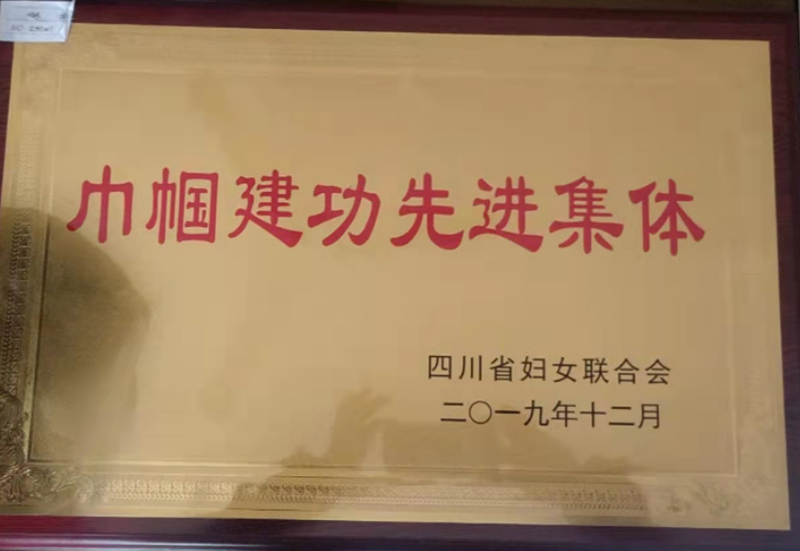 巾帼建功先进集体
四川省妇女联合会
二〇一九年十二月